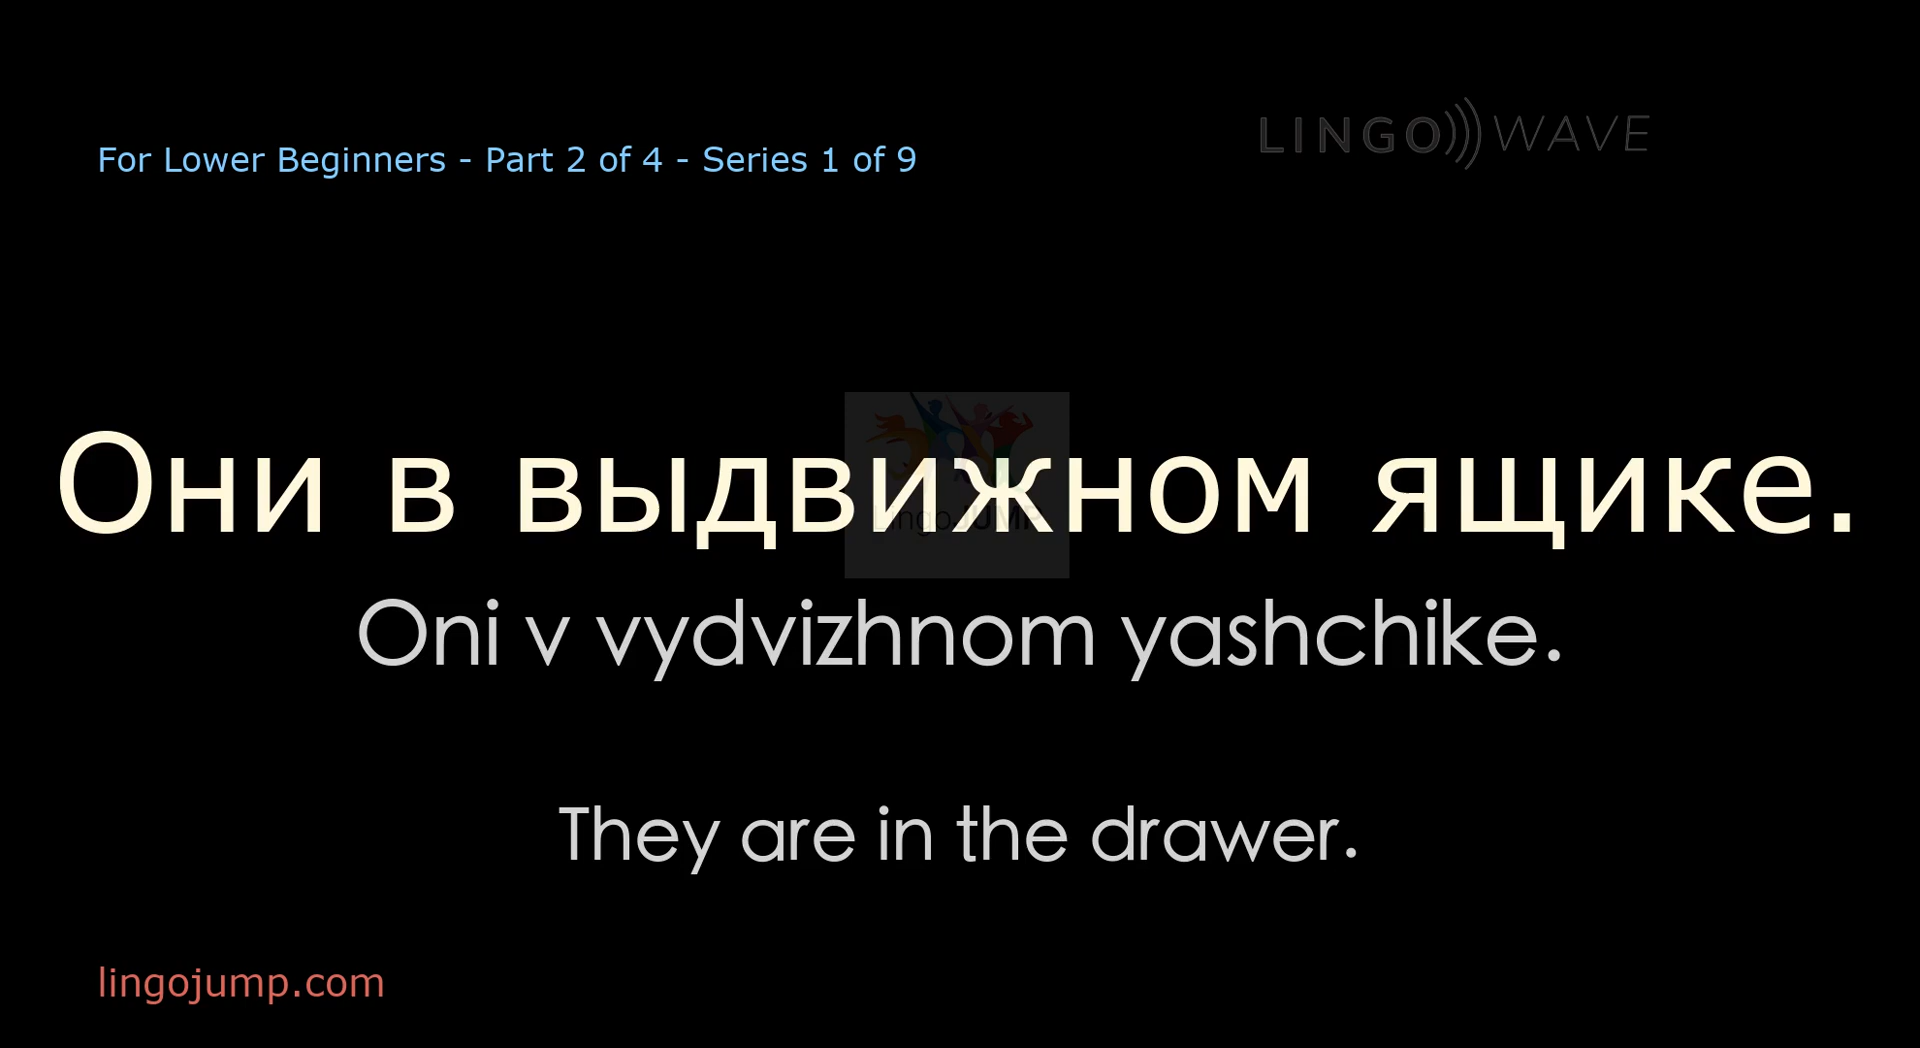 For Lower Beginners - Part 2 of 4 - Series 1 of 9
LINGO WAVE
Они в выдвижном ящике.
LingoJUMP
Oni v vydvizhnom yashchike.
They are in the drawer.
lingojump.com